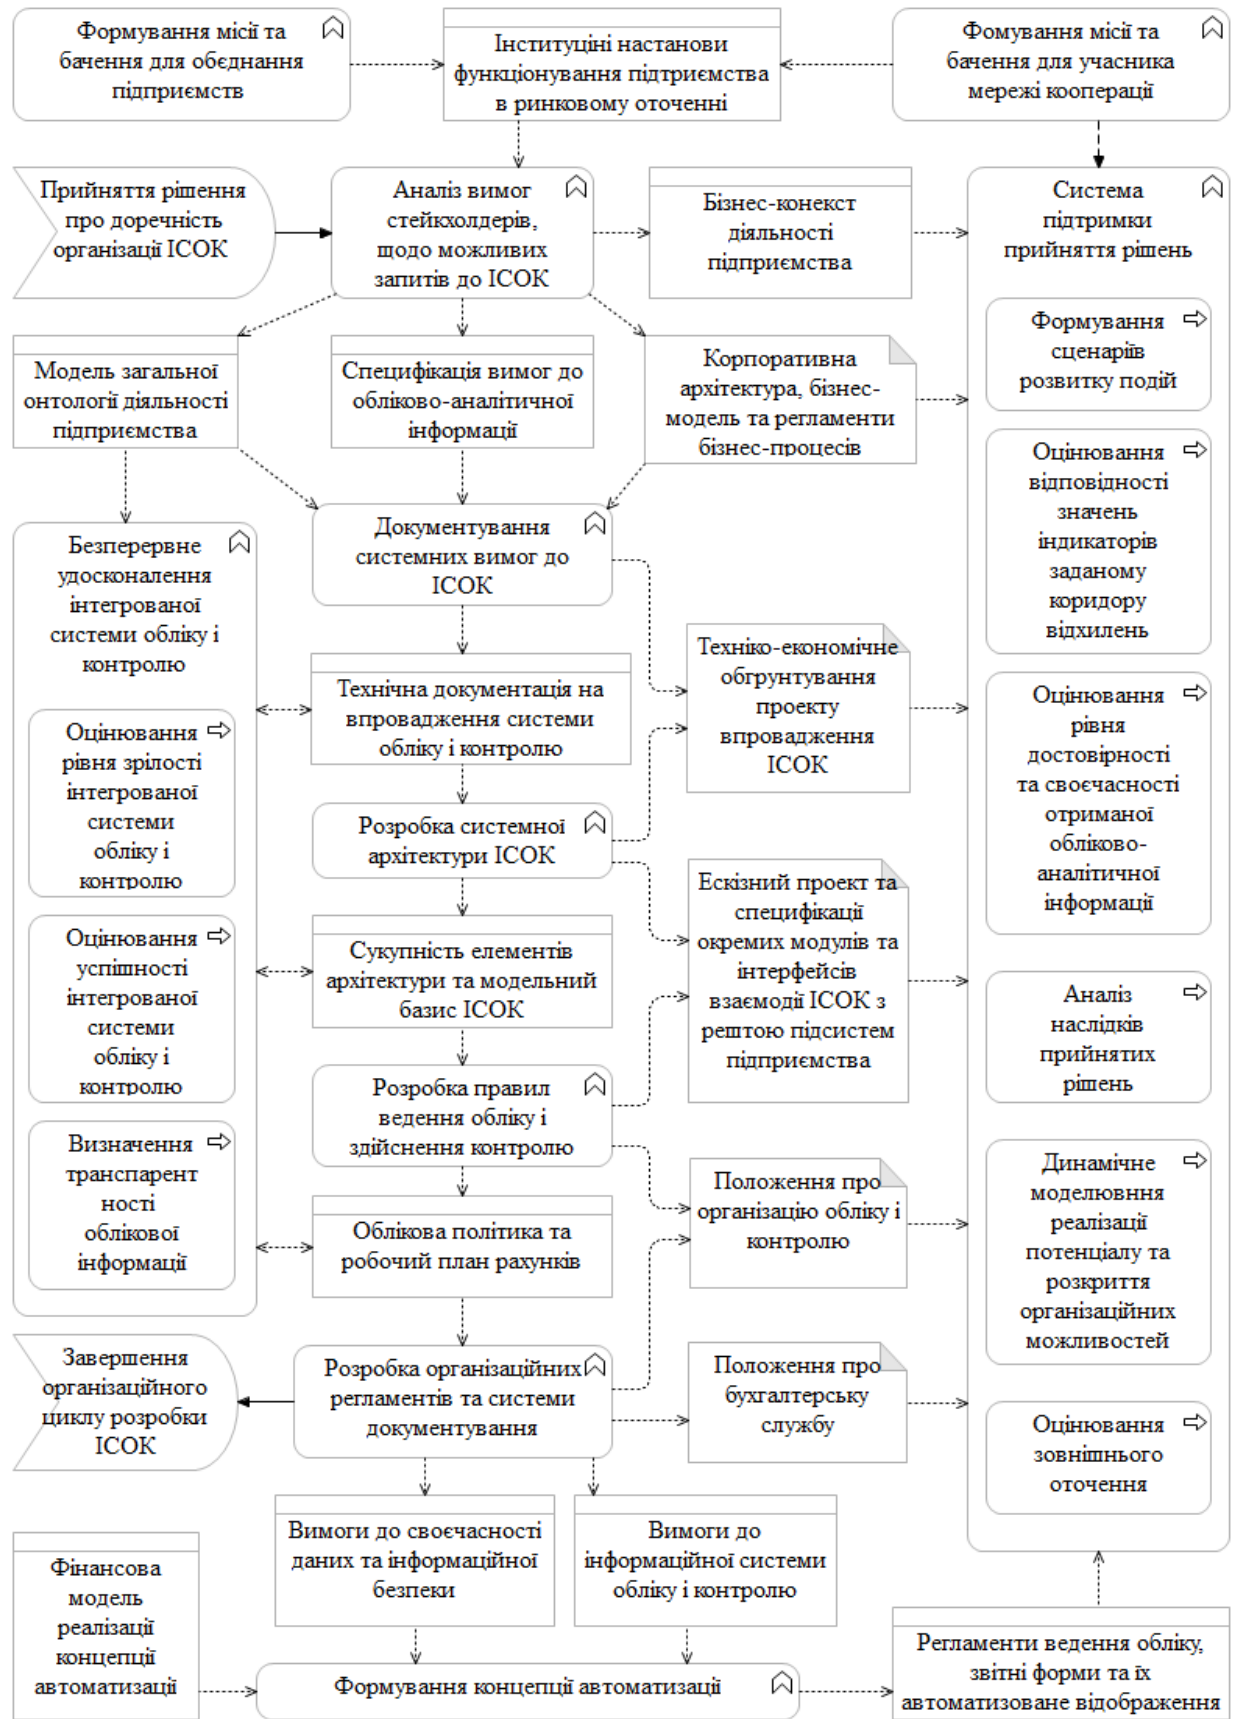 Формування місії та
бачення для обєднання
підприємств
Інституціні настанови
функціонування підтриємства
в ринковому оточенні
Фомування місії та
бачення для учасника
мережі кооперації
Прийняття рішення
про доречність
організації ІСОК
Аналіз вимог
стейкхолдерів,
щодо можливих
запитів до ІСОК
Бізнес-конекст
діяльності
підприємства
Система
підтримки
прийняття рішень
Формування
сценаріїв
розвитку подій
Модель загальної
онтології діяльності
підприємства
Специфікація вимог до
обліково-аналітичної
інформації
Корпоративна
архітектура, бізнес-
модель та регламенти
бізнес-процесів
Оцінювання
відповідності
значень
індикаторів
заданому
коридору
відхилень
Документування
системних вимог до
ІСОК
Безперервне
удосконалення
інтегрованої
системи обліку і
контролю
Техніко-економічне
обгрунтування
проекту
впровадження
ІСОК
Технічна документація на
впровадження системи
обліку і контролю
Оцінювання
рівня зрілості
інтегрованої
системи
обліку і
контролю
Оцінювання
рівня
достовірності
та своєчасності
отриманої
обліково-
аналітичної
інформації
Розробка системної
архітектури ІСОК
Ескізний проект та
специфікації
окремих модулів та
інтерфейсів
взаємодії ІСОК з
рештою підсистем
підприємства
Оцінювання
успішності
інтегрованої
системи
обліку і
контролю
Сукупність елементів
архітектури та модельний
базис ІСОК
Аналіз
наслідків
прийнятих
рішень
Розробка правил
ведення обліку і
здійснення контролю
Визначення
транспарент
ності
облікової
інформації
Положення про
організацію обліку і
контролю
Динамічне
моделювння
реалізації
потенціалу та
розкриття
організаційних
можливостей
Облікова політика та
робочий план рахунків
Завершення
організаційного
циклу розробки
ІСОК
Розробка організаційних
регламентів та системи
документування
Положення про
бухгалтерську
службу
Оцінювання
зовнішнього
оточення
Вимоги до своєчасності
даних та інформаційної
безпеки
Вимоги до
інформаційної системи
обліку і контролю
Фінансова
модель
реалізації
концепції
автоматизації
Формування концепції автоматизації
Регламенти ведення обліку,
звітні форми та їх
автоматизоване відображення